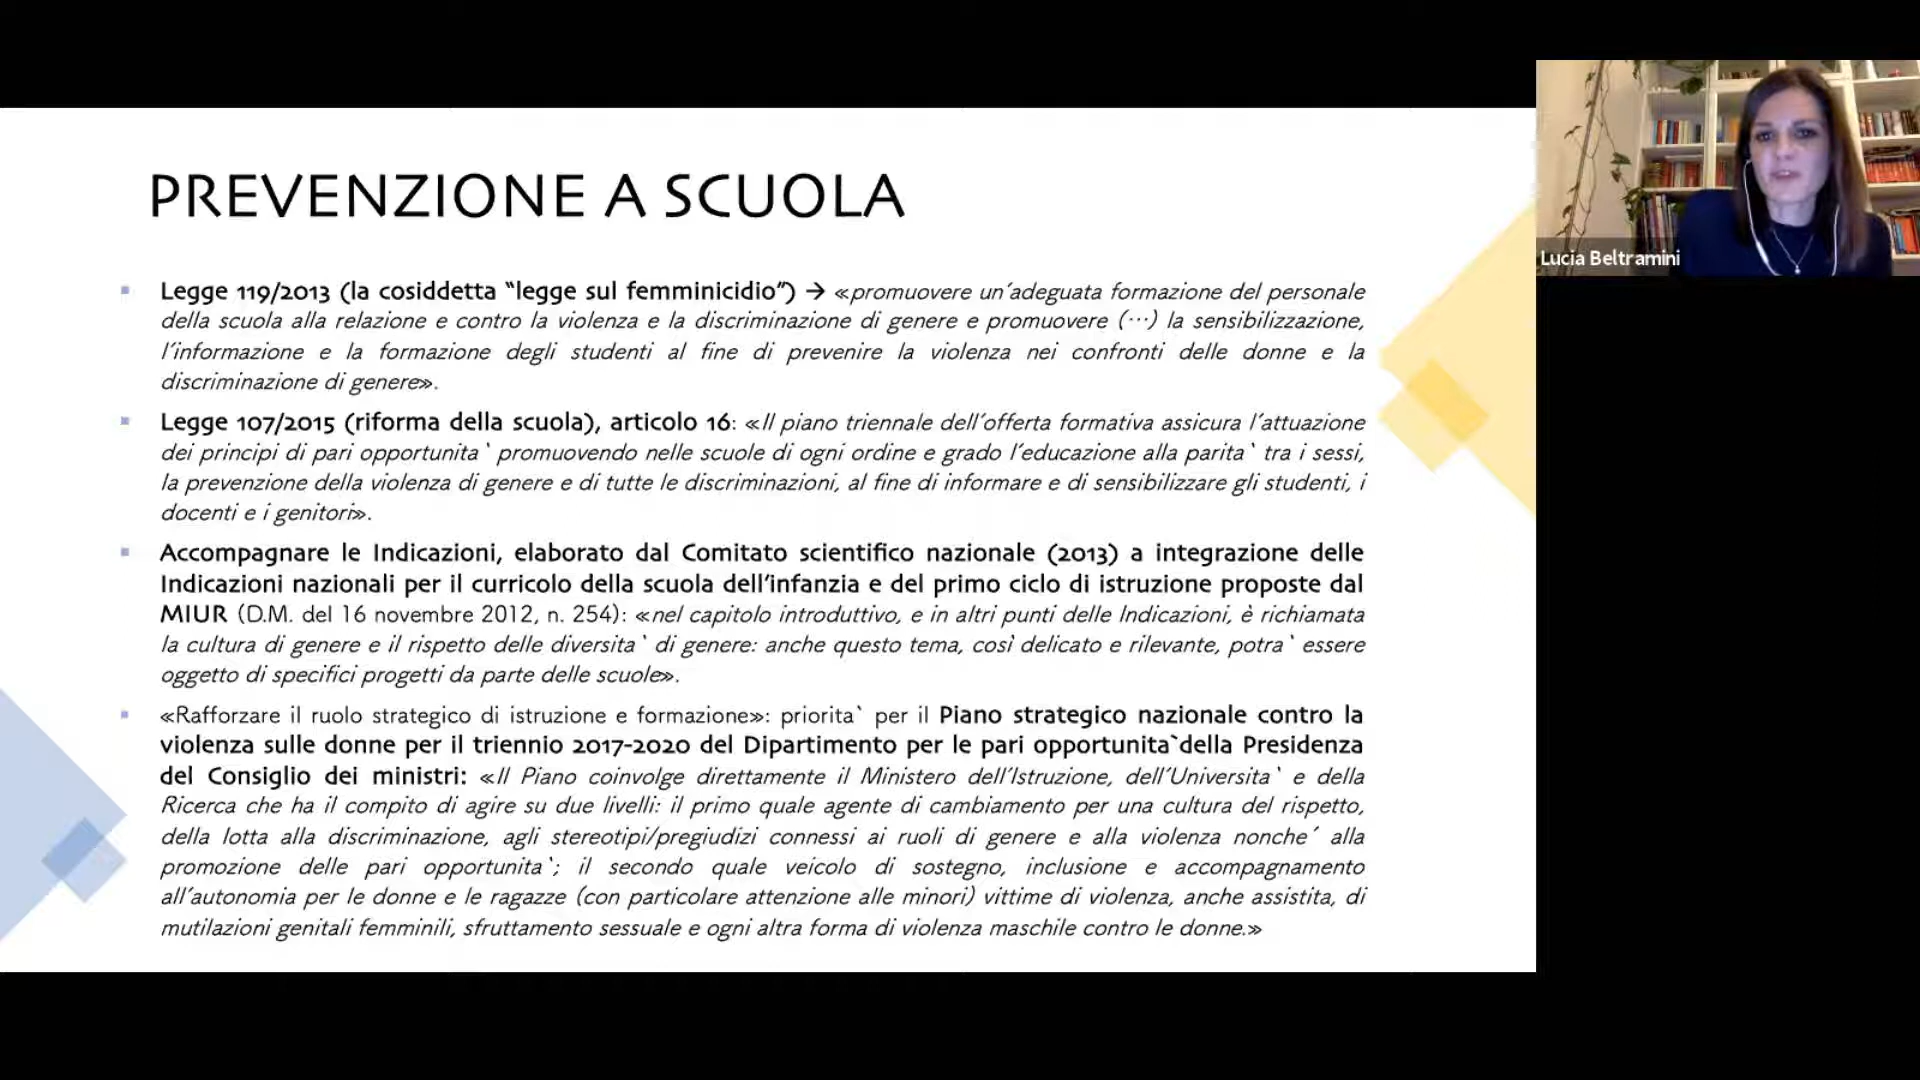 PREVENZIONE A SCUOLA
Legge 119/2013 (la cosiddetta “legge sul femminicidio”) → «promuovere un´adeguata formazione del personale
della scuola alla relazione e contro la violenza e la discriminazione di genere e promuovere (…) la sensibilizzazione,
l´informazione e la formazione degli studenti al fine di prevenire la violenza nei confronti delle donne e la
discriminazione di genere».
Legge 107/2015 (riforma della scuola), articolo 16: «Il piano triennale dell´offerta formativa assicura l´attuazione
dei principi di pari opportunita` promuovendo nelle scuole di ogni ordine e grado l´educazione alla parita` tra i sessi,
la prevenzione della violenza di genere e di tutte le discriminazioni, al fine di informare e di sensibilizzare gli studenti, i
docenti e i genitori».
Accompagnare le Indicazioni, elaborato dal Comitato scientifico nazionale (2013) a integrazione delle
Indicazioni nazionali per il curricolo della scuola dell’infanzia e del primo ciclo di istruzione proposte dal
MIUR (D.M. del 16 novembre 2012, n. 254): «nel capitolo introduttivo, e in altri punti delle Indicazioni, è richiamata
la cultura di genere e il rispetto delle diversita` di genere: anche questo tema, così delicato e rilevante, potra` essere
oggetto di specifici progetti da parte delle scuole».
«Rafforzare il ruolo strategico di istruzione e formazione»: priorita` per il Piano strategico nazionale contro la
violenza sulle donne per il triennio 2017-2020 del Dipartimento per le pari opportunita`della Presidenza
del Consiglio dei ministri: «Il Piano coinvolge direttamente il Ministero dell´Istruzione, dell´Universita` e della
Ricerca che ha il compito di agire su due livelli: il primo quale agente di cambiamento per una cultura del rispetto,
della lotta alla discriminazione, agli stereotipi/pregiudizi connessi ai ruoli di genere e alla violenza nonche´ alla
promozione delle pari opportunita`; il secondo quale veicolo di sostegno, inclusione e accompagnamento
all´autonomia per le donne e le ragazze (con particolare attenzione alle minori) vittime di violenza, anche assistita, di
mutilazioni genitali femminili, sfruttamento sessuale e ogni altra forma di violenza maschile contro le donne.»
Lucia Beltramini